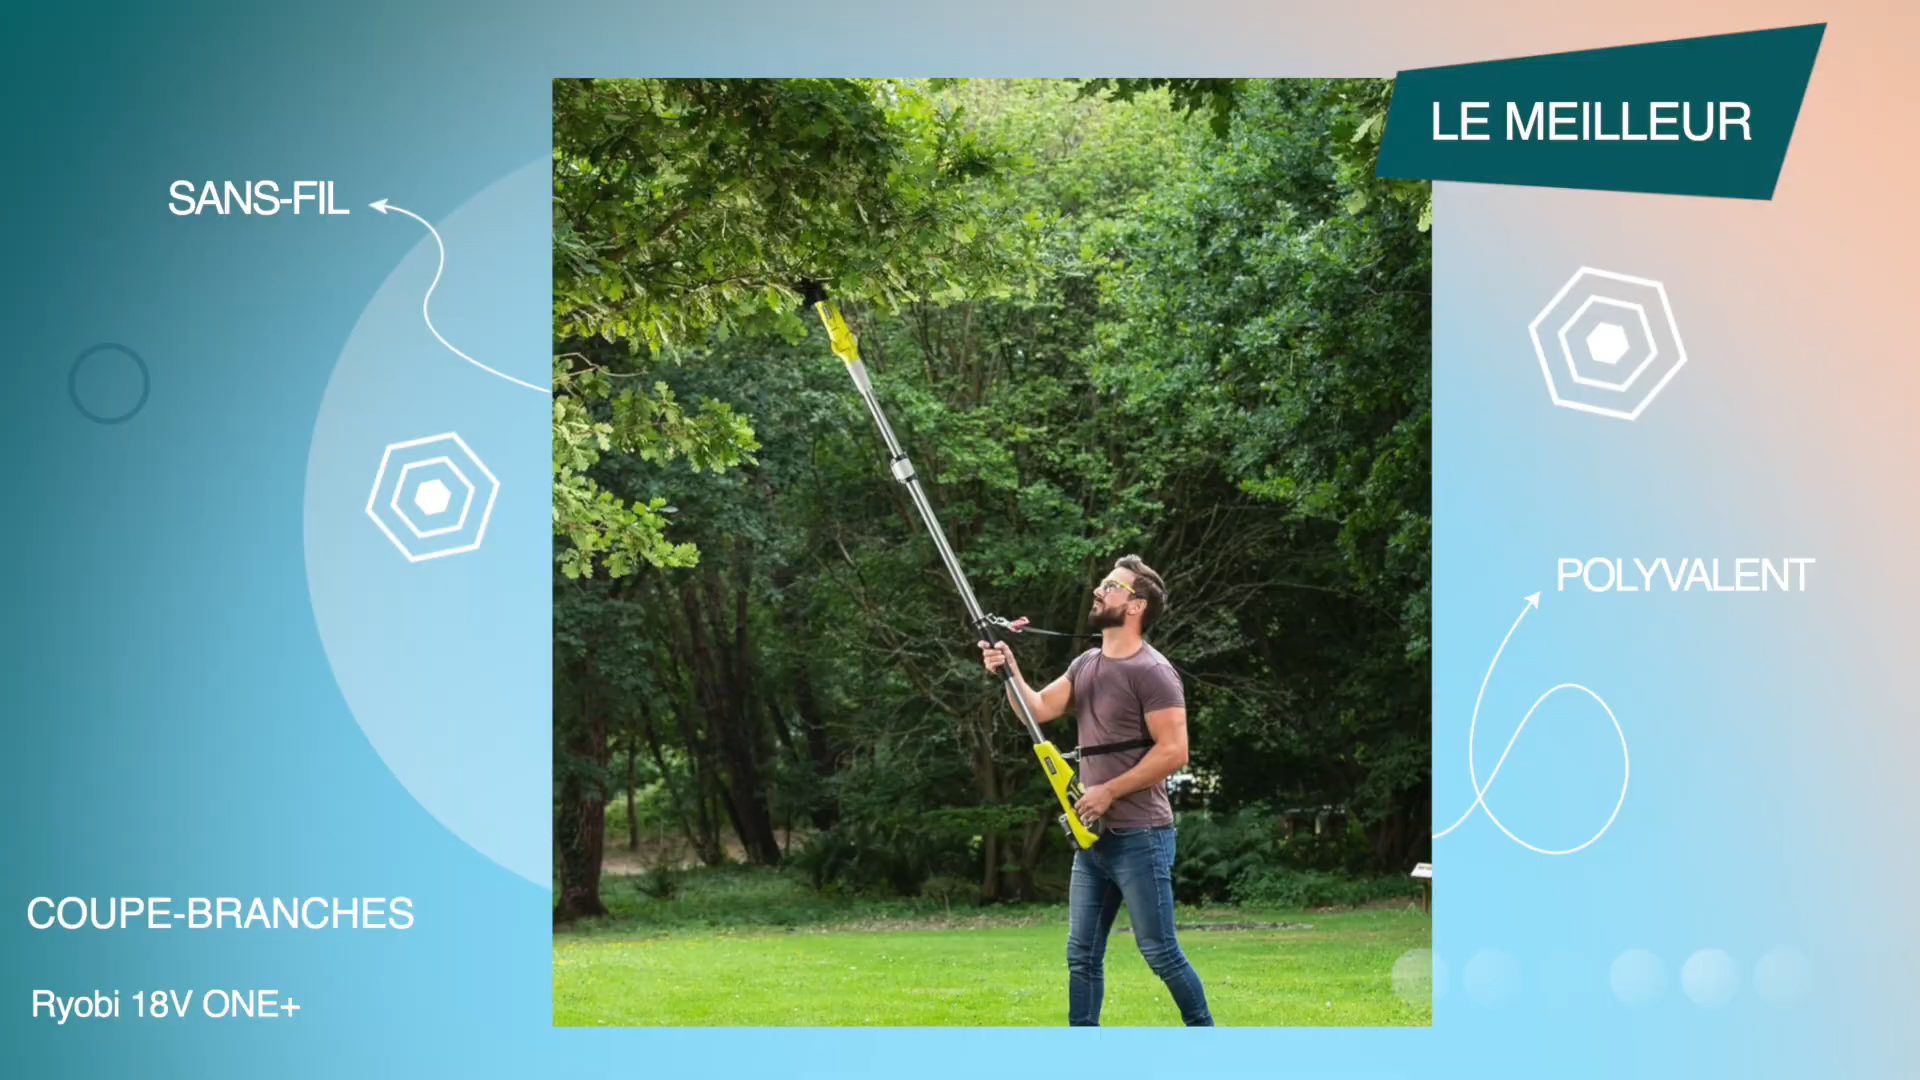 LE MEILLEUR
SANS-FIL
POLYVALENT
COUPE-BRANCHES
Ryobi 18V ONE+